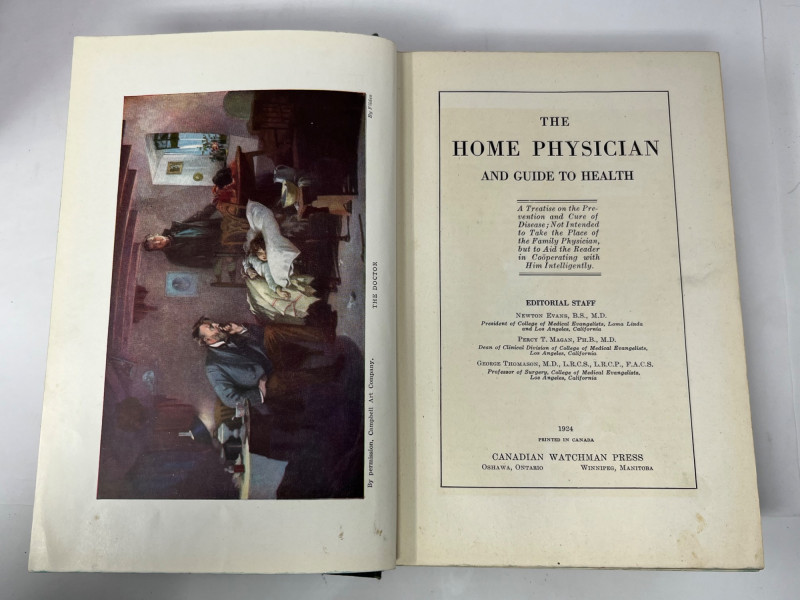 By Fildes
THE DOCTOR
By permission, Campbell Art Company,
THE
HOME PHYSICIAN
AND GUIDE TO HEALTH
A Treatise on the Pre-
vention and Cure of
Disease; Not Intended
to Take the Place of
the Family Physician,
but to Aid the Reader
in Coöperating with
Him Intelligently.
EDITORIAL STAFF
NEWTON EVANS, B.S., M.D.
President of College of Medical Evangelists, Loma Linda
and Los Angeles, California
PERCY T. MAGAN, PH.B., M.D.
Dean of Clinical Division of College of Medical Evangelists,
Los Angeles, California
GEORGE THOMASON, M.D., L.R.C.S., L.R.C.P., F.A.C.S.
Professor of Surgery, College of Medical Evangelists,
Los Angeles, California
1924
PRINTED IN CANADA
CANADIAN WATCHMAN PRESS
OSHAWA, ONTARIO WINNIPEG, MANITOBA